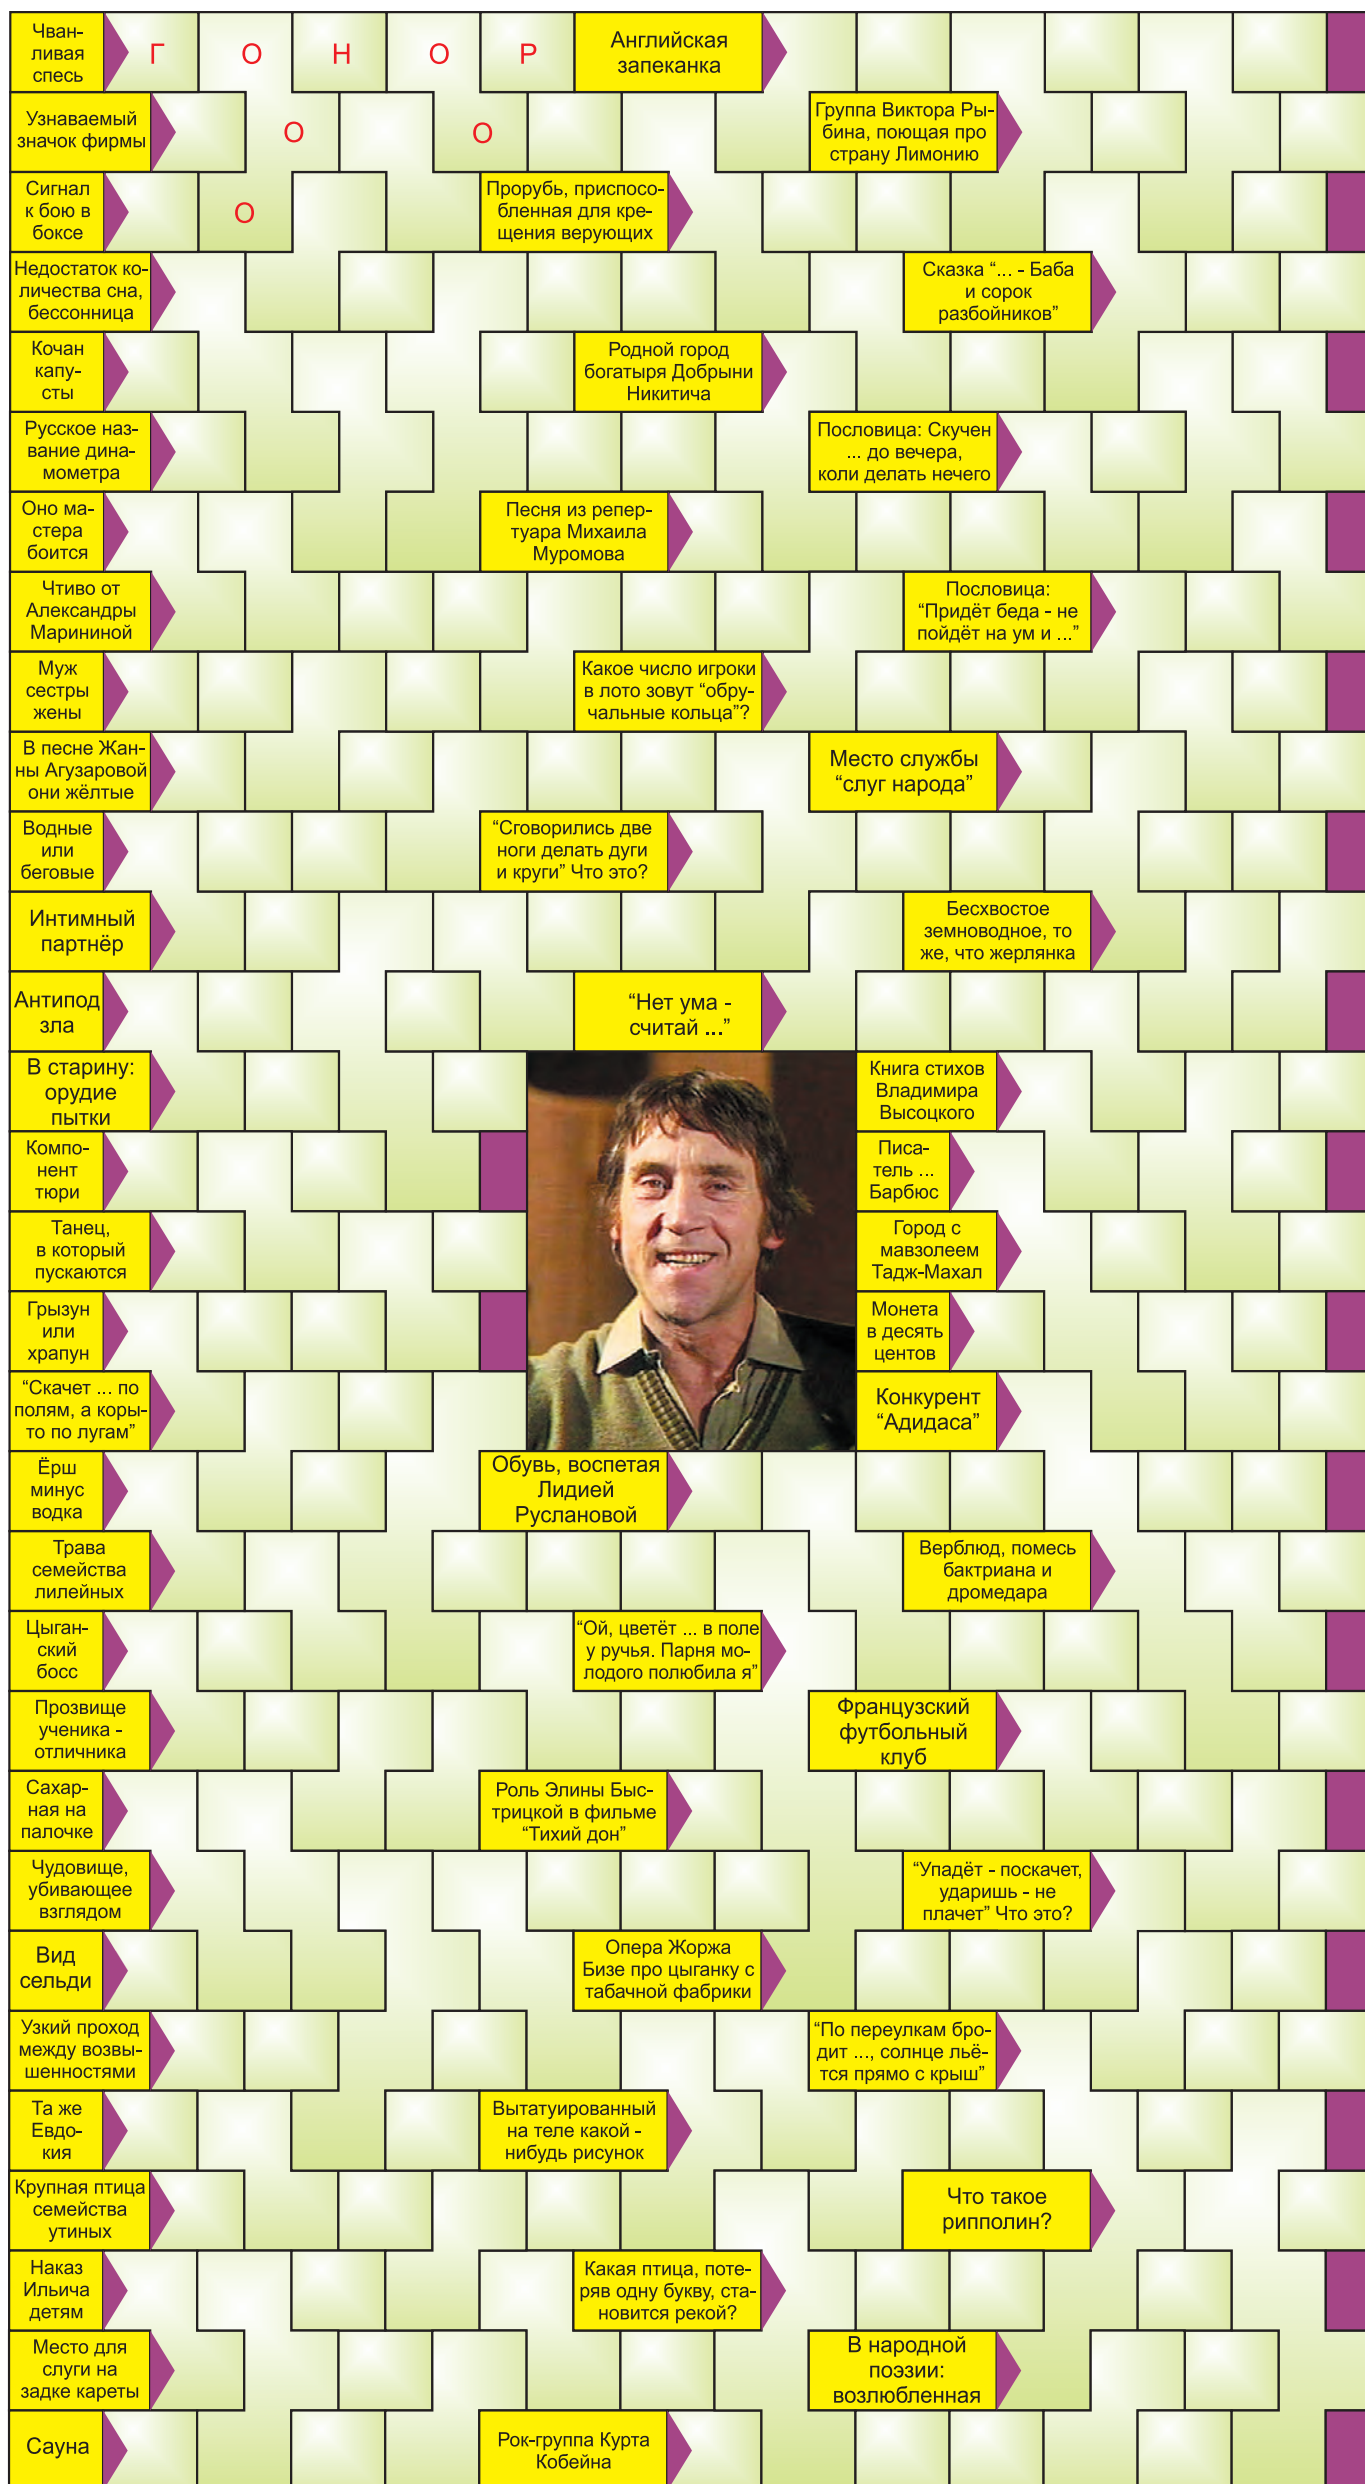 Чван-
ливая
спесь
Г О Н О Р
Английская
запеканка
Узнаваемый
значок фирмы
О О
Группа Виктора Ры-
бина, поющая про
страну Лимонию
Сигнал
к бою в
боксе
О
Прорубь, приспосо-
бленная для кре-
щения верующих
Недостаток ко-
личества сна,
бессонница
Сказка “... - Баба
и сорок
разбойников”
Кочан
капу-
сты
Родной город
богатыря Добрыни
Никитича
Русское наз-
вание дина-
мометра
Пословица: Скучен
... до вечера,
коли делать нечего
Оно ма-
стера
боится
Песня из репер-
туара Михаила
Муромова
Чтиво от
Александры
Марининой
Пословица:
“Придёт беда - не
пойдёт на ум и ...”
Муж
сестры
жены
Какое число игроки
в лото зовут “обру-
чальные кольца”?
В песне Жан-
ны Агузаровой
они жёлтые
Место службы
“слуг народа”
Водные
или
беговые
“Сговорились две
ноги делать дуги
и круги” Что это?
Интимный
партнёр
Бесхвостое
земноводное, то
же, что жерлянка
Антипод
зла
“Нет ума -
считай ...”
В старину:
орудие
пытки
Книга стихов
Владимира
Высоцкого
Компо-
нент
тюри
Писа-
тель ...
Барбюс
Танец,
в который
пускаются
Город с
мавзолеем
Тадж-Махал
Грызун
или
храпун
Монета
в десять
центов
“Скачет ... по
полям, а коры-
то по лугам”
Конкурент
“Адидаса”
Ёрш
минус
водка
Обувь, воспетая
Лидией
Руслановой
Трава
семейства
лилейных
Верблюд, помесь
бактриана и
дромедара
Цыган-
ский
босс
“Ой, цветёт ... в поле
у ручья. Парня мо-
лодого полюбила я”
Прозвище
ученика -
отличника
Французский
футбольный
клуб
Сахар-
ная на
палочке
Роль Элины Быс-
трицкой в фильме
“Тихий дон”
Чудовище,
убивающее
взглядом
“Упадёт - поскачет,
ударишь - не
плачет” Что это?
Вид
сельди
Опера Жоржа
Бизе про цыганку с
табачной фабрики
Узкий проход
между возвы-
шенностями
“По переулкам бро-
дит ..., солнце льё-
тся прямо с крыш”
Та же
Евдо-
кия
Вытатуированный
на теле какой -
нибудь рисунок
Крупная птица
семейства
утиных
Что такое
рипполин?
Наказ
Ильича
детям
Какая птица, поте-
ряв одну букву, ста-
новится рекой?
Место для
слуги на
задке кареты
В народной
поэзии:
возлюбленная
Сауна
Рок-группа Курта
Кобейна